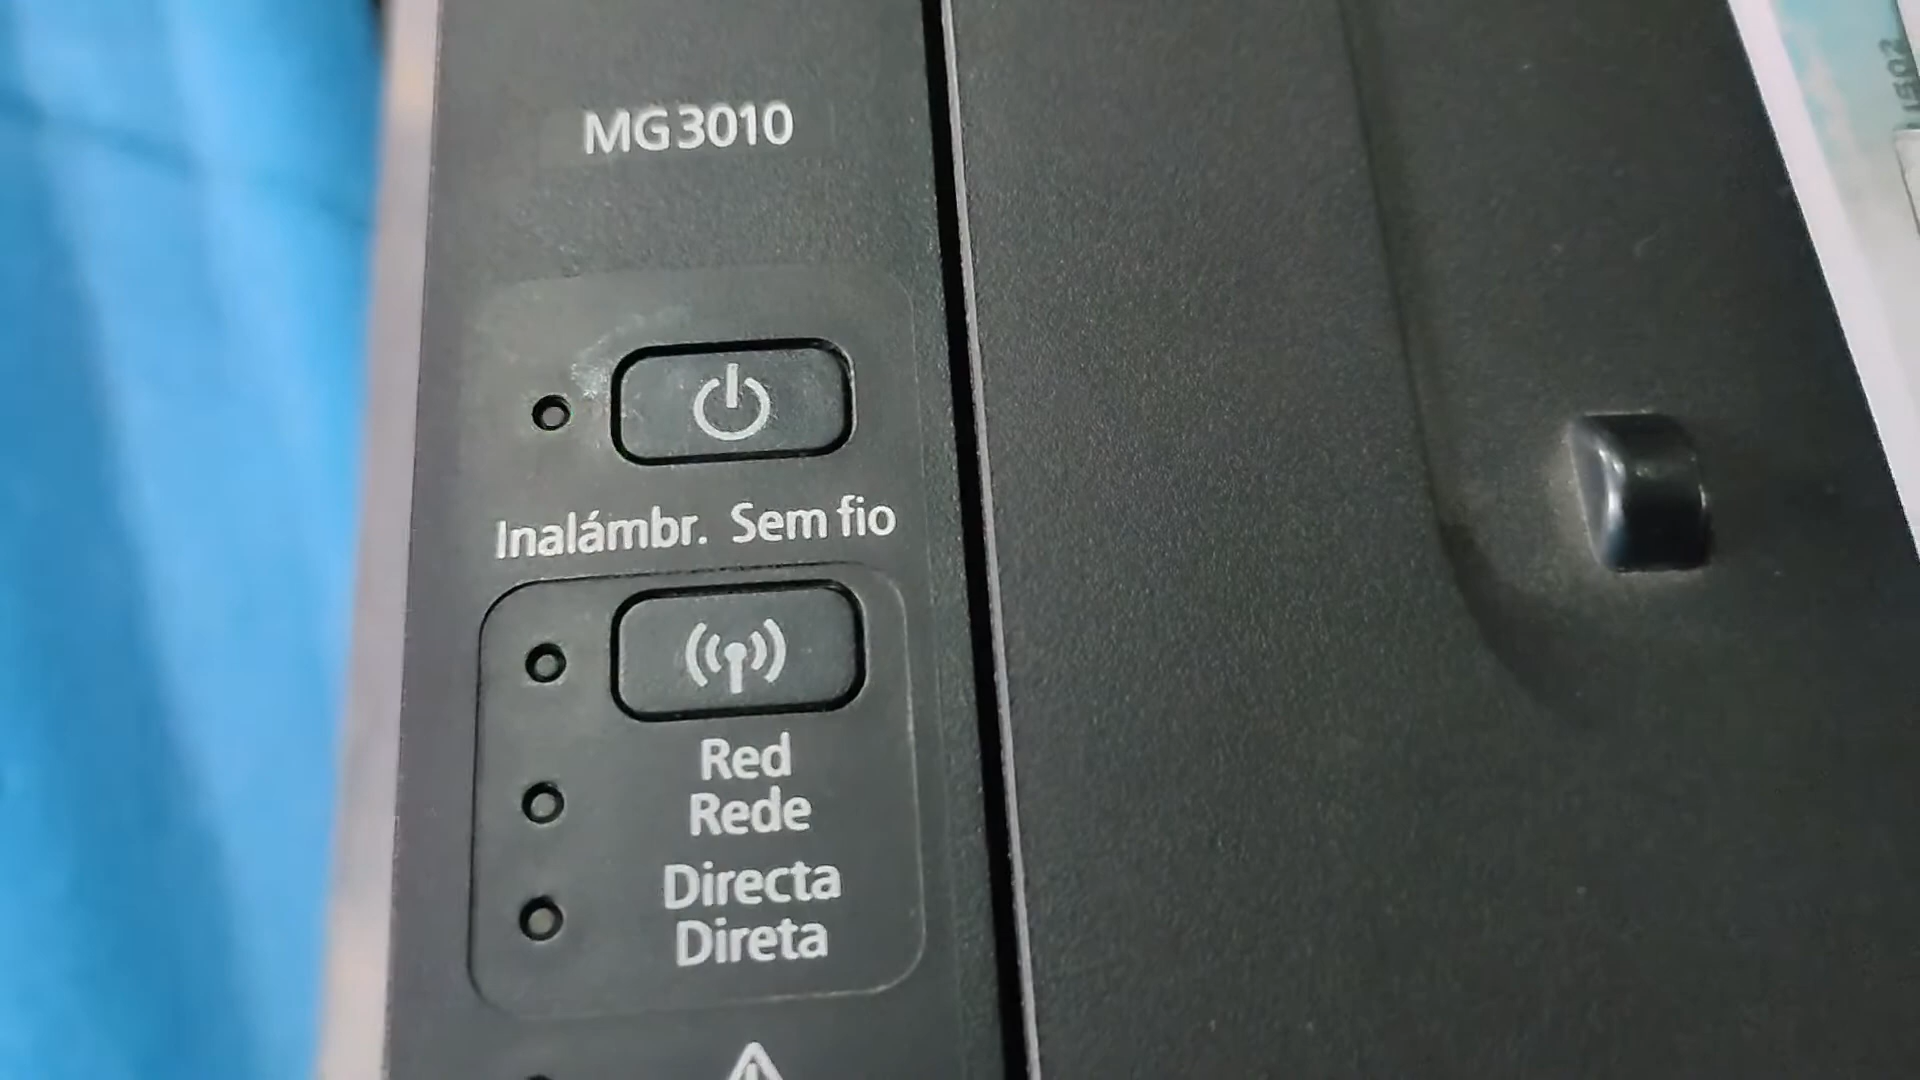 MG3010
Inalámbr. Sem fio
Red
Rede
Directa
Direta